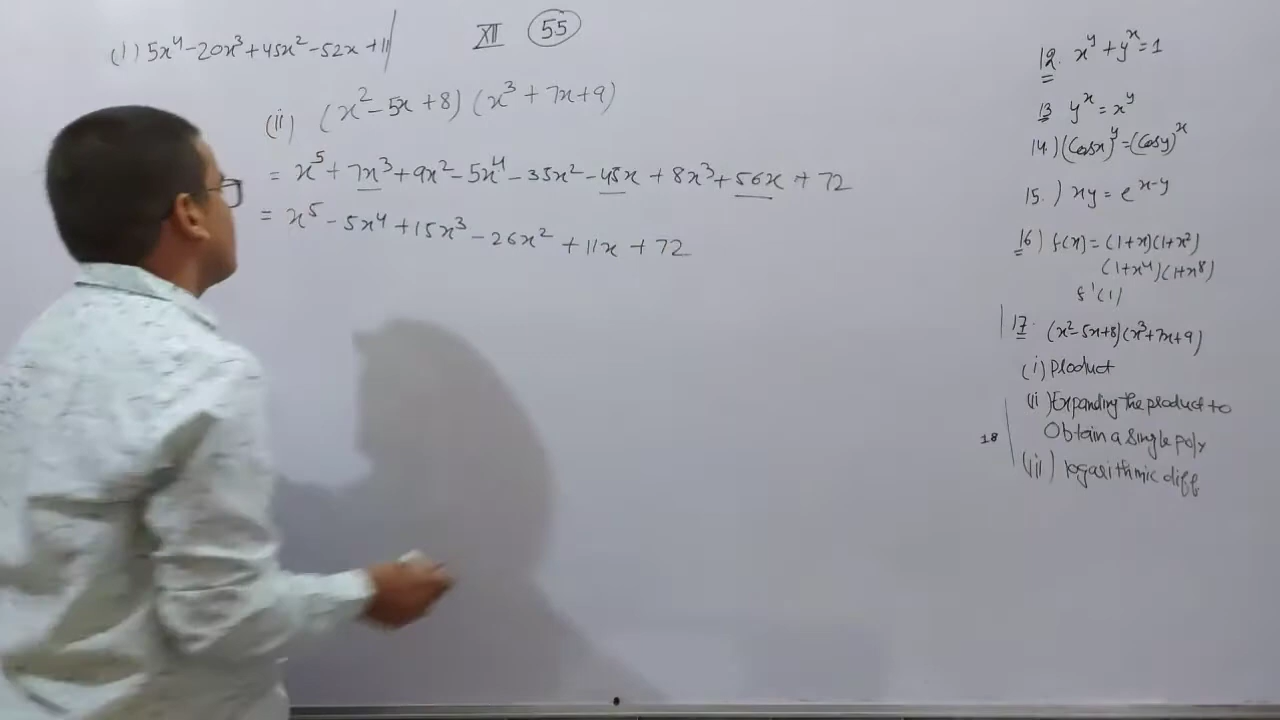 (i) 5x⁴ - 20x³ + 45x² - 52x + 11
XII 55
(ii) (x² - 5x + 8) (x³ + 7x + 9)
= x⁵ + 7x³ + 9x² - 5x⁴ - 35x² - 45x + 8x³ + 56x + 72
= x⁵ - 5x⁴ + 15x³ - 26x² + 11x + 72
12. x^y + y^x = 1
13 y^x = x^y
14.) (Cosx)^y = (Cosy)^x
15.) xy = e^(x-y)
16) f(x) = (1+x)(1+x²)
(1+x⁴)(1+x⁸)
f'(1)
17. (x²-5x+8)(x³+7x+9)
(i) product
(ii) Expanding the product to
Obtain a single poly
18
(iii) logarithmic diff